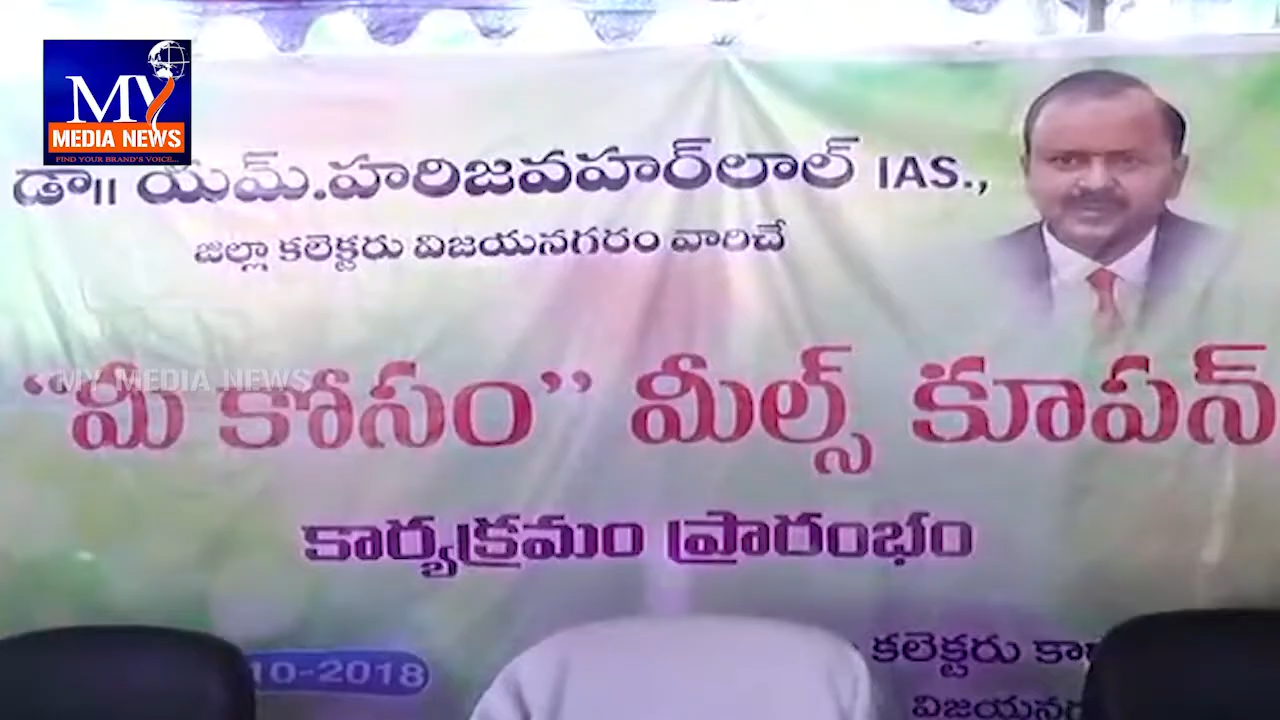 MY
MEDIA NEWS
FIND YOUR BRAND'S VOICE...
డా॥ యమ్.హరిజవహర్‌లాల్ IAS.,
జిల్లా కలెక్టరు విజయనగరం వారిచే
MY MEDIA NEWS
“మీ కోసం” మీల్స్ కూపన్
కార్యక్రమం ప్రారంభం
10-2018
కలెక్టరు